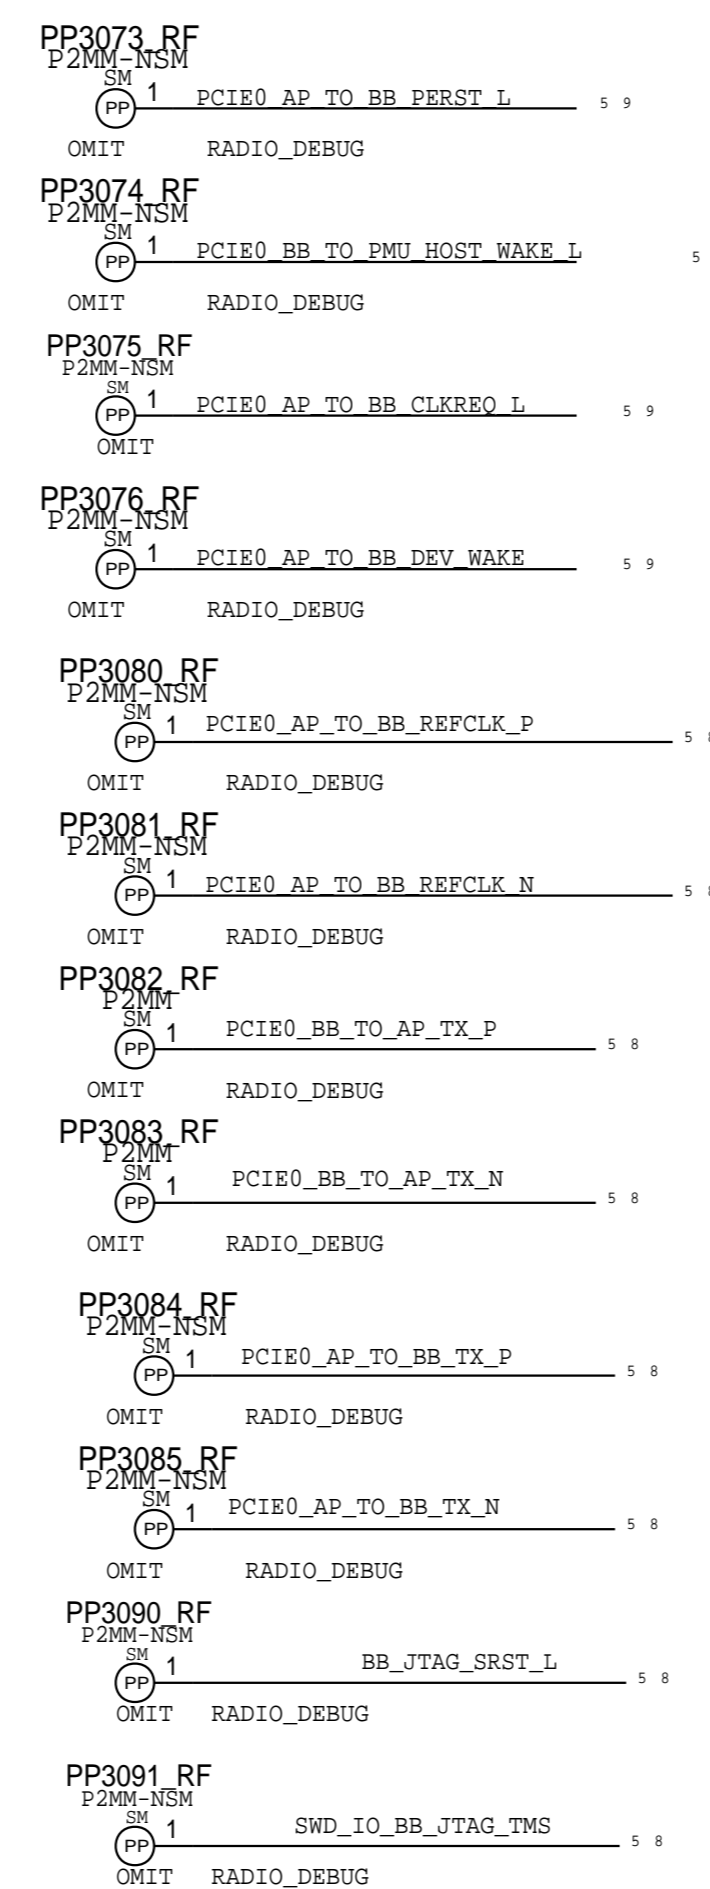 PP3073_RF
P2MM-NSM
SM
PP 1 PCIE0_AP_TO_BB_PERST_L 5 9
OMIT RADIO_DEBUG
PP3074_RF
P2MM-NSM
SM
PP 1 PCIE0_BB_TO_PMU_HOST_WAKE_L 5
OMIT RADIO_DEBUG
PP3075_RF
P2MM-NSM
SM
PP 1 PCIE0_AP_TO_BB_CLKREQ_L 5 9
OMIT
PP3076_RF
P2MM-NSM
SM
PP 1 PCIE0_AP_TO_BB_DEV_WAKE 5 9
OMIT RADIO_DEBUG
PP3080_RF
P2MM-NSM
SM
PP 1 PCIE0_AP_TO_BB_REFCLK_P 5
OMIT RADIO_DEBUG
PP3081_RF
P2MM-NSM
SM
PP 1 PCIE0_AP_TO_BB_REFCLK_N 5
OMIT RADIO_DEBUG
PP3082_RF
P2MM
SM
PP 1 PCIE0_BB_TO_AP_TX_P 5 8
OMIT RADIO_DEBUG
PP3083_RF
P2MM
SM
PP 1 PCIE0_BB_TO_AP_TX_N 5 8
OMIT RADIO_DEBUG
PP3084_RF
P2MM-NSM
SM
PP 1 PCIE0_AP_TO_BB_TX_P 5 8
OMIT RADIO_DEBUG
PP3085_RF
P2MM-NSM
SM
PP 1 PCIE0_AP_TO_BB_TX_N 5 8
OMIT RADIO_DEBUG
PP3090_RF
P2MM-NSM
SM
PP 1 BB_JTAG_SRST_L 5 8
OMIT RADIO_DEBUG
PP3091_RF
P2MM-NSM
SM
PP 1 SWD_IO_BB_JTAG_TMS 5 8
OMIT RADIO_DEBUG